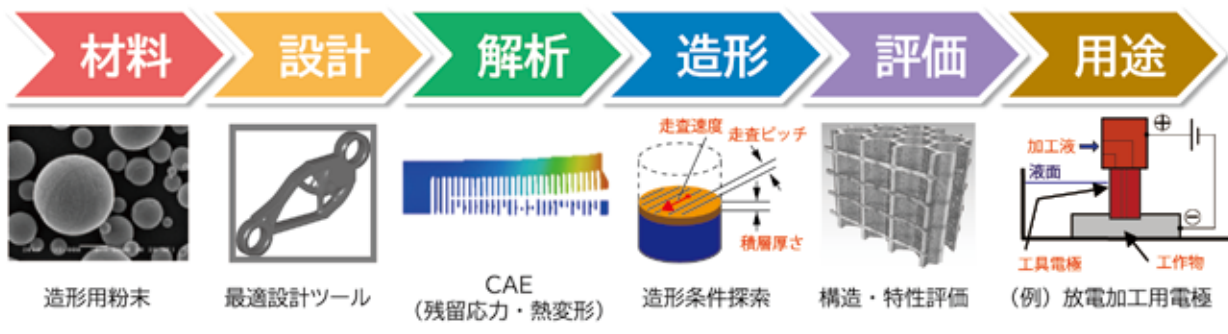 材料
設計
解析
造形
評価
用途
走査速度
走査ピッチ
積層厚さ
加工液
液面
⊕
⊖
工具電極
工作物
造形用粉末
最適設計ツール
CAE
(残留応力・熱変形)
造形条件探索
構造・特性評価
(例)放電加工用電極